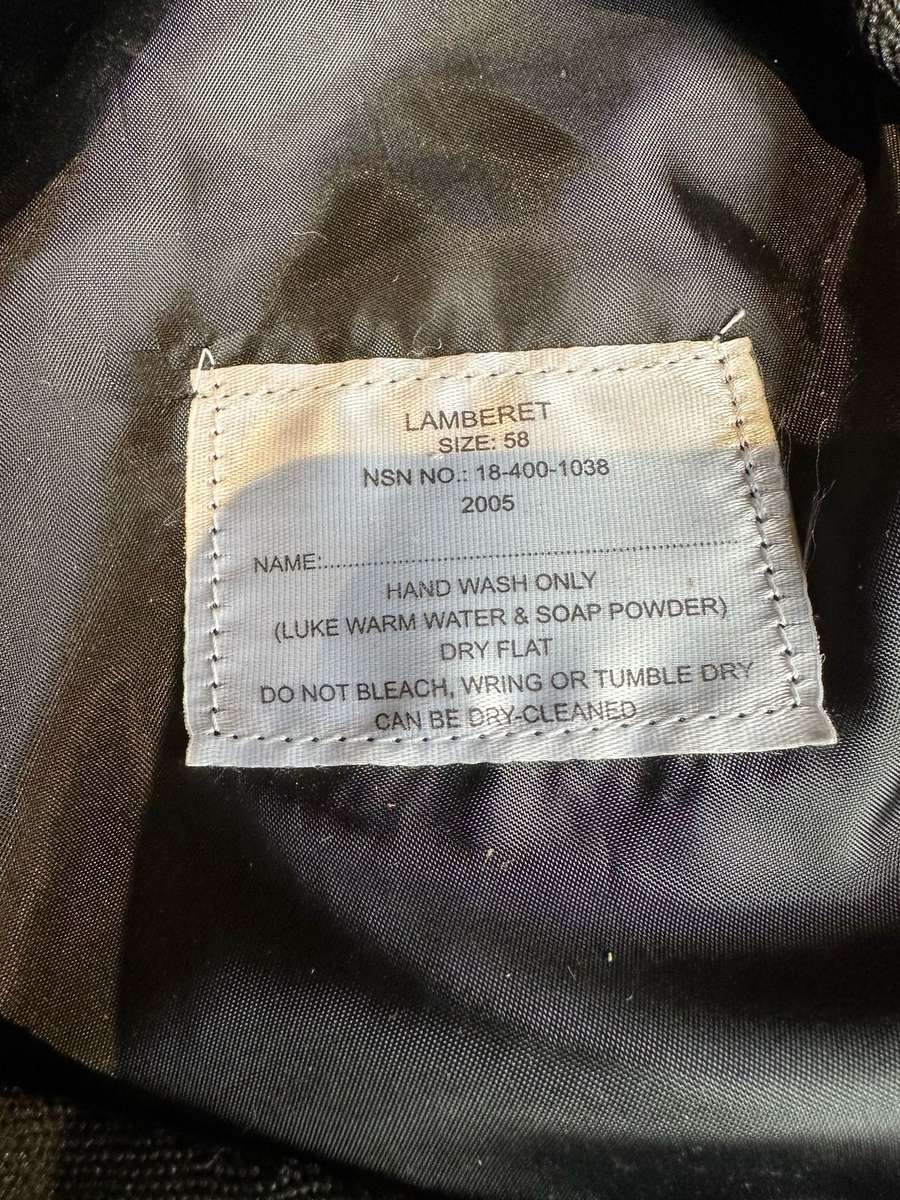 LAMBERET
SIZE: 58
NSN NO.: 18-400-1038
2005
NAME:..........................................................................
HAND WASH ONLY
(LUKE WARM WATER & SOAP POWDER)
DRY FLAT
DO NOT BLEACH, WRING OR TUMBLE DRY
CAN BE DRY-CLEANED